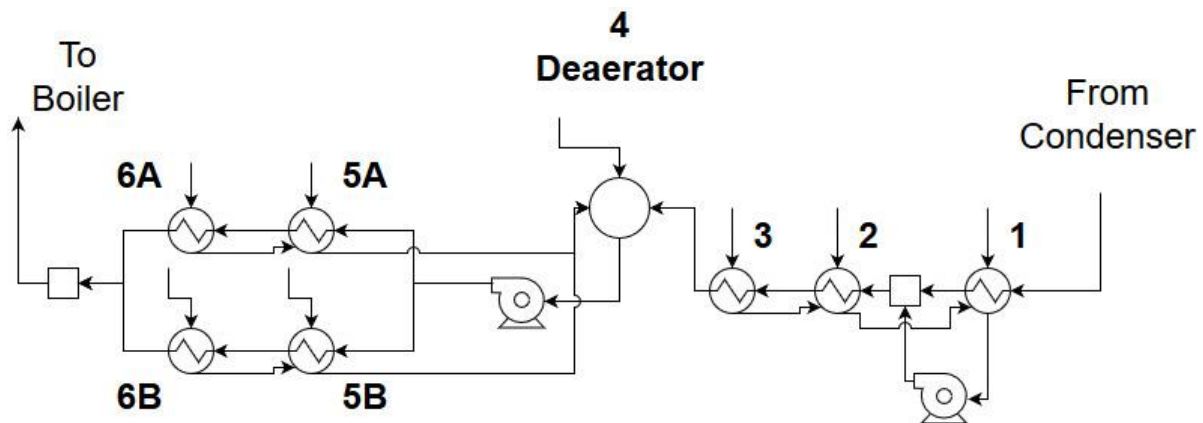 4
Deaerator
To
Boiler
From
Condenser
6A
5A
3
2
1
6B
5B